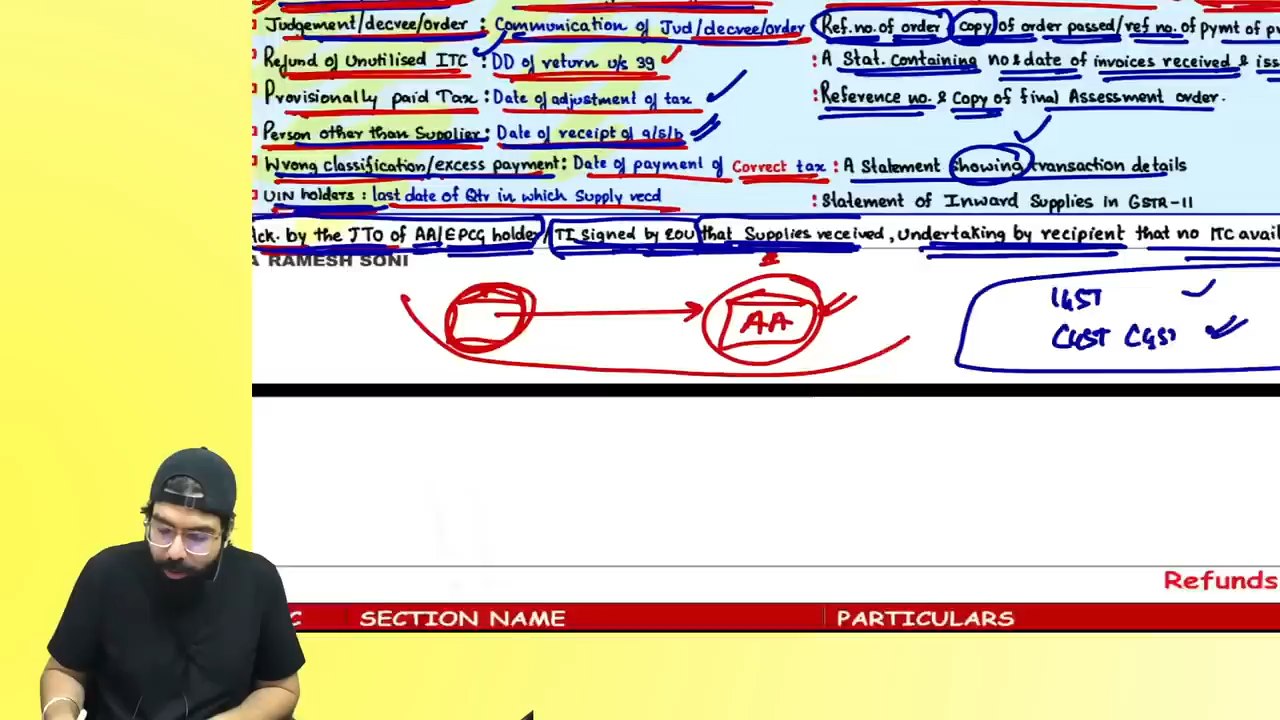 Judgement/decree/order : Communication of Jud/decree/order Ref. no. of order copy of order passed/ref no. of pymt of
Refund of Unutilised ITC : DD of return u/s 39 : A Stat. containing no & date of invoices received & iss
Provisionally paid Tax : Date of adjustment of tax : Reference no. & Copy of final Assessment order.
Person other than Supplier : Date of receipt of g/s/b
Wrong classification/excess payment : Date of payment of Correct tax : A Statement showing transaction details
UIN holders : last date of Qtr in which Supply recd : Statement of Inward Supplies in GSTR-11
Ack. by the JTO of AA/EPCG holder / TI signed by EOU that Supplies received, Undertaking by recipient that no ITC avail
A RAMESH SONI
AA
IGST
CGST CGST
Refunds
SECTION NAME PARTICULARS